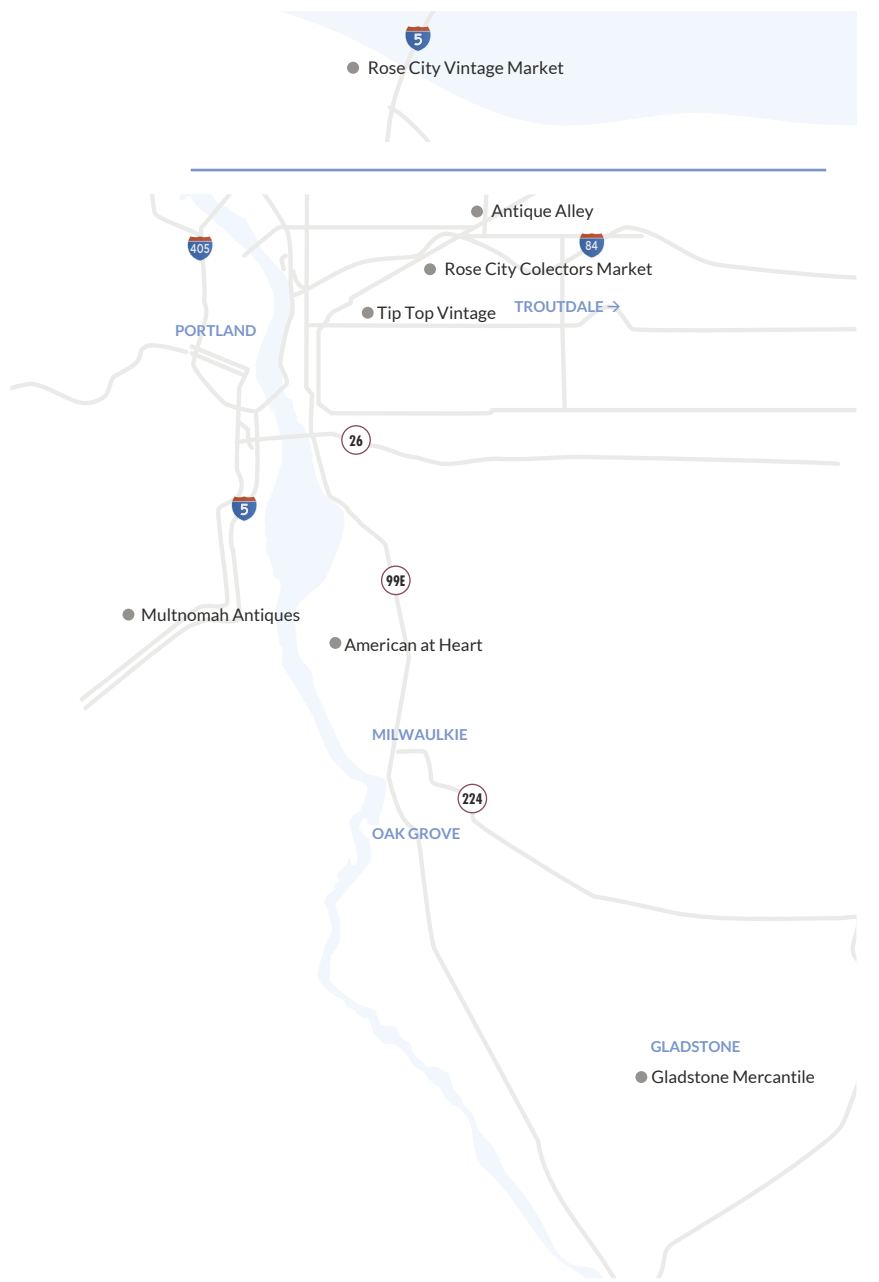 5
Rose City Vintage Market
Antique Alley
405
84
Rose City Colectors Market
TROUTDALE →
Tip Top Vintage
PORTLAND
26
5
99E
Multnomah Antiques
American at Heart
MILWAUKIE
224
OAK GROVE
GLADSTONE
Gladstone Mercantile